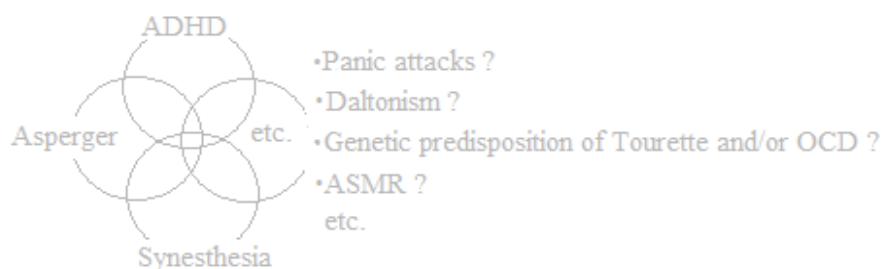 ADHD
Asperger
etc.
Synesthesia
•Panic attacks ?
•Daltonism ?
•Genetic predisposition of Tourette and/or OCD ?
•ASMR ?
etc.